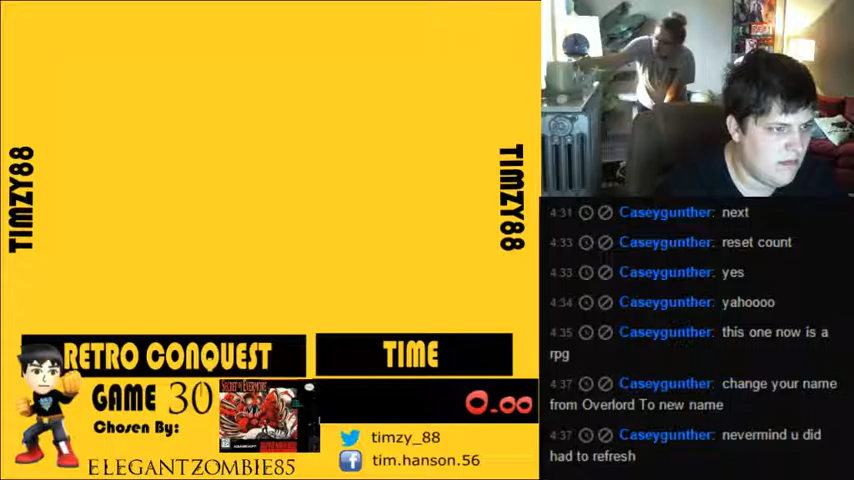 TIMZY88
TIMZY88
RETRO CONQUEST
TIME
GAME 30
Chosen By:
ELEGANTZOMBIE85
SECRET OF EVERMORE
0.00
timzy_88
tim.hanson.56
4:31 Caseygunther: next
4:33 Caseygunther: reset count
4:33 Caseygunther: yes
4:34 Caseygunther: yahoooo
4:35 Caseygunther: this one now is a
rpg
4:37 Caseygunther: change your name
from Overlord To new name
4:37 Caseygunther: nevermind u did
had to refresh